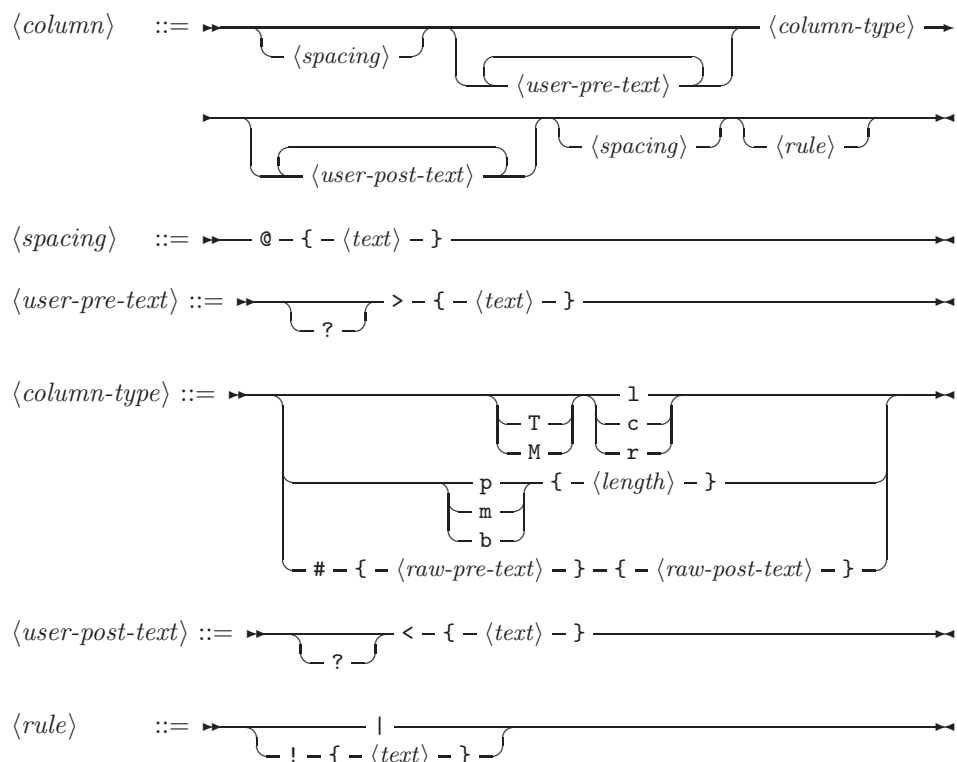 ⟨column⟩ ::= ⟨spacing⟩ ⟨user-pre-text⟩ ⟨column-type⟩
⟨user-post-text⟩ ⟨spacing⟩ ⟨rule⟩
⟨spacing⟩ ::= @ { ⟨text⟩ }
⟨user-pre-text⟩ ::= > { ⟨text⟩ }
?
⟨column-type⟩ ::= l
T c
M r
p { ⟨length⟩ }
m
b
# { ⟨raw-pre-text⟩ } { ⟨raw-post-text⟩ }
⟨user-post-text⟩ ::= < { ⟨text⟩ }
?
⟨rule⟩ ::= |
! { ⟨text⟩ }